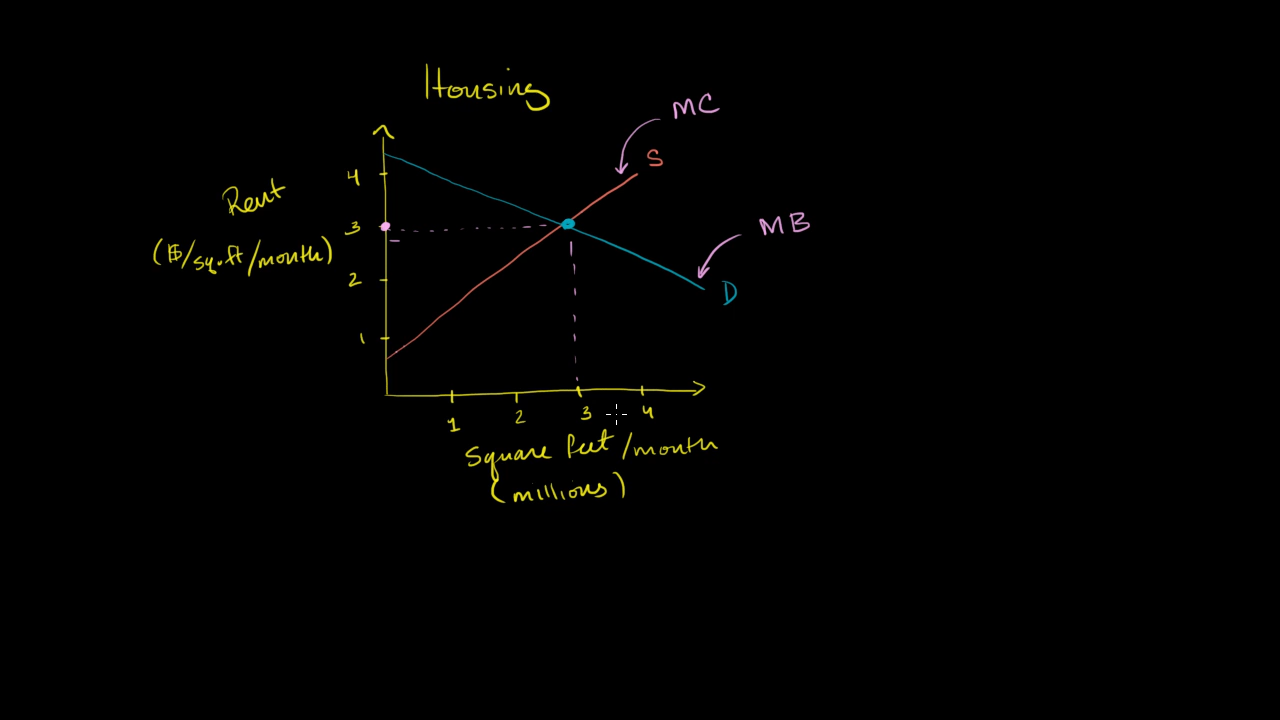 Housing
MC
S
4
Rent
3
MB
($/sq.ft/month)
2
D
1
1 2 3 4
Square feet/month
(millions)